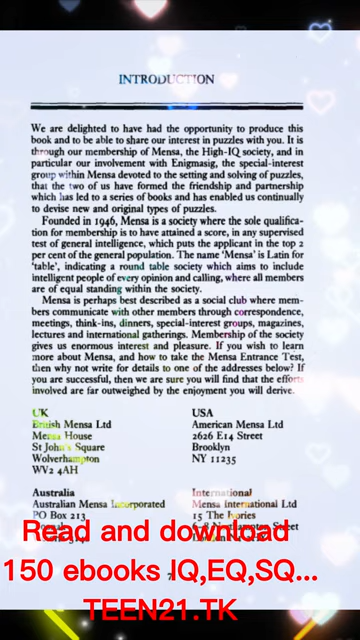 INTRODUCTION
We are delighted to have had the opportunity to produce this
book and to be able to share our interest in puzzles with you. It is
through our membership of Mensa, the High-IQ society, and in
particular our involvement with Enigmasig, the special-interest
group within Mensa devoted to the setting and solving of puzzles,
that the two of us have formed the friendship and partnership
which has led to a series of books and has enabled us continually
to devise new and original types of puzzles.
Founded in 1946, Mensa is a society where the sole qualifica-
tion for membership is to have attained a score, in any supervised
test of general intelligence, which puts the applicant in the top 2
per cent of the general population. The name 'Mensa' is Latin for
'table', indicating a round table society which aims to include
intelligent people of every opinion and calling, where all members
are of equal standing within the society.
Mensa is perhaps best described as a social club where mem-
bers communicate with other members through correspondence,
meetings, think-ins, dinners, special-interest groups, magazines,
lectures and international gatherings. Membership of the society
gives us enormous interest and pleasure. If you wish to learn
more about Mensa, and how to take the Mensa Entrance Test,
then why not write for details to one of the addresses below? If
you are successful, then we are sure you will find that the efforts
involved are far outweighed by the enjoyment you will derive.
UK
British Mensa Ltd
Mensa House
St John's Square
Wolverhampton
WV2 4AH
USA
American Mensa Ltd
2626 E14 Street
Brooklyn
NY 11235
Australia
Australian Mensa Incorporated
PO Box 213
International
Mensa International Ltd
15 The Ivories
6-8 Northampton Street
Read and download
150 ebooks IQ,EQ,SQ...
TEEN21.TK